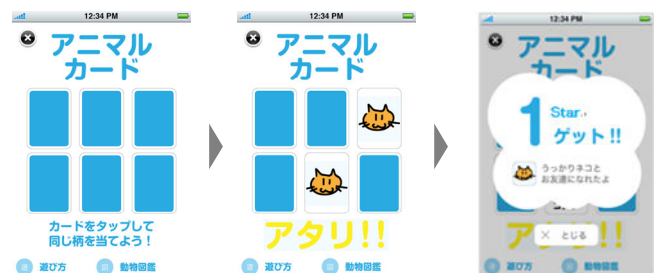 12:34 PM
アニマル
カード
カードをタップして
同じ柄を当てよう！
遊び方
動物図鑑
12:34 PM
アニマル
カード
アタリ!!
遊び方
動物図鑑
12:34 PM
アニマル
カード
1 Star
ゲット!!
うっかりネコと
お友達になれたよ
× とじる
遊び方
動物図鑑